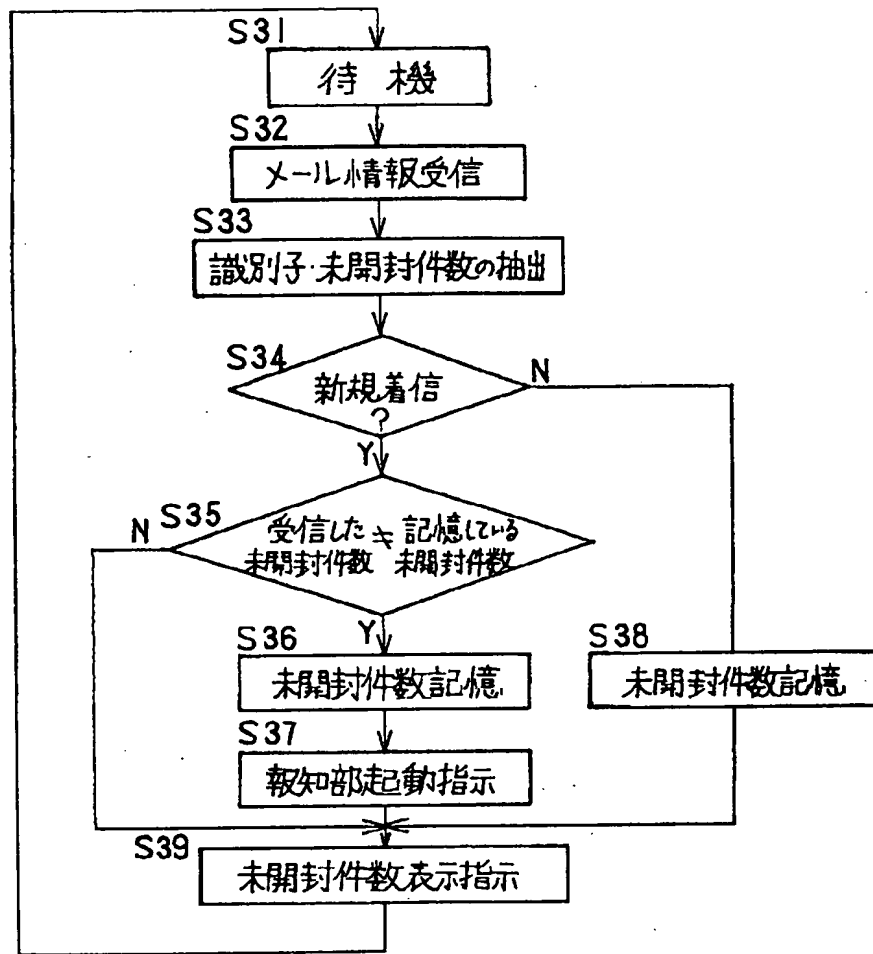 S31
待機
S32
メール情報受信
S33
識別子・未開封件数の抽出
S34
新規着信
?
N
Y
S35
N
受信した ≠ 記憶している
未開封件数 未開封件数
Y
S36
未開封件数記憶
S38
未開封件数記憶
S37
報知部起動指示
S39
未開封件数表示指示